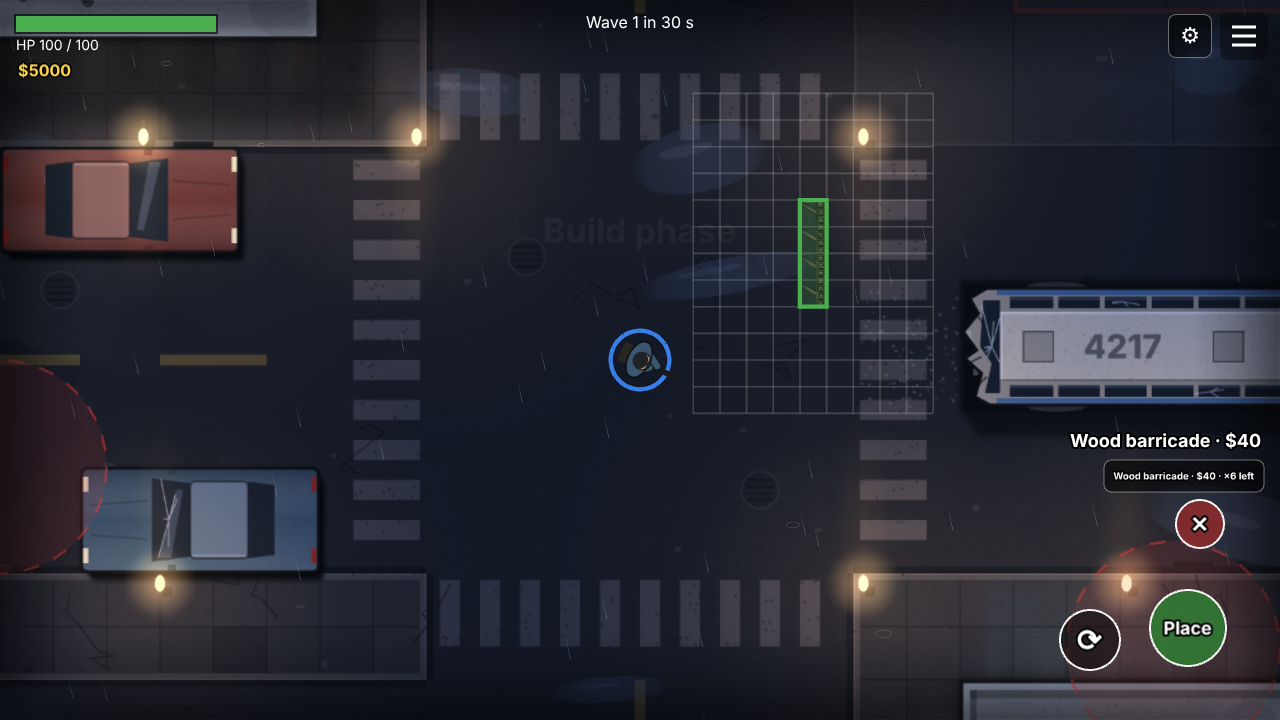 Wave 1 in 30 s
HP 100 / 100
$5000
Build phase
4217
Wood barricade · $40
Wood barricade · $40 · ×6 left
Place